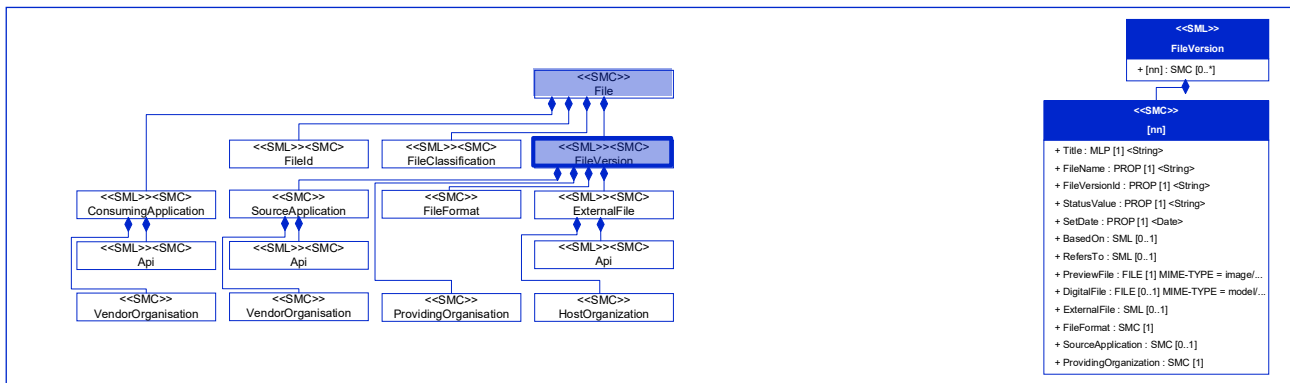 <<SMC>>
File
<<SML>><SMC>
FileId
<<SML>><SMC>
FileClassification
<<SML>><SMC>
FileVersion
<<SML>><SMC>
ConsumingApplication
<<SMC>>
SourceApplication
<<SMC>>
FileFormat
<<SML>><SMC>
ExternalFile
<<SML>><SMC>
Api
<<SML>><SMC>
Api
<<SML>><SMC>
Api
<<SMC>>
VendorOrganisation
<<SMC>>
VendorOrganisation
<<SMC>>
ProvidingOrganisation
<<SMC>>
HostOrganization
<<SML>>
FileVersion
+ [nn] : SMC [0..*]
<<SMC>>
[nn]
+ Title : MLP [1] <String>
+ FileName : PROP [1] <String>
+ FileVersionId : PROP [1] <String>
+ StatusValue : PROP [1] <String>
+ SetDate : PROP [1] <Date>
+ BasedOn : SML [0..1]
+ RefersTo : SML [0..1]
+ PreviewFile : FILE [1] MIME-TYPE = image/...
+ DigitalFile : FILE [0..1] MIME-TYPE = model/...
+ ExternalFile : SML [0..1]
+ FileFormat : SMC [1]
+ SourceApplication : SMC [0..1]
+ ProvidingOrganization : SMC [1]